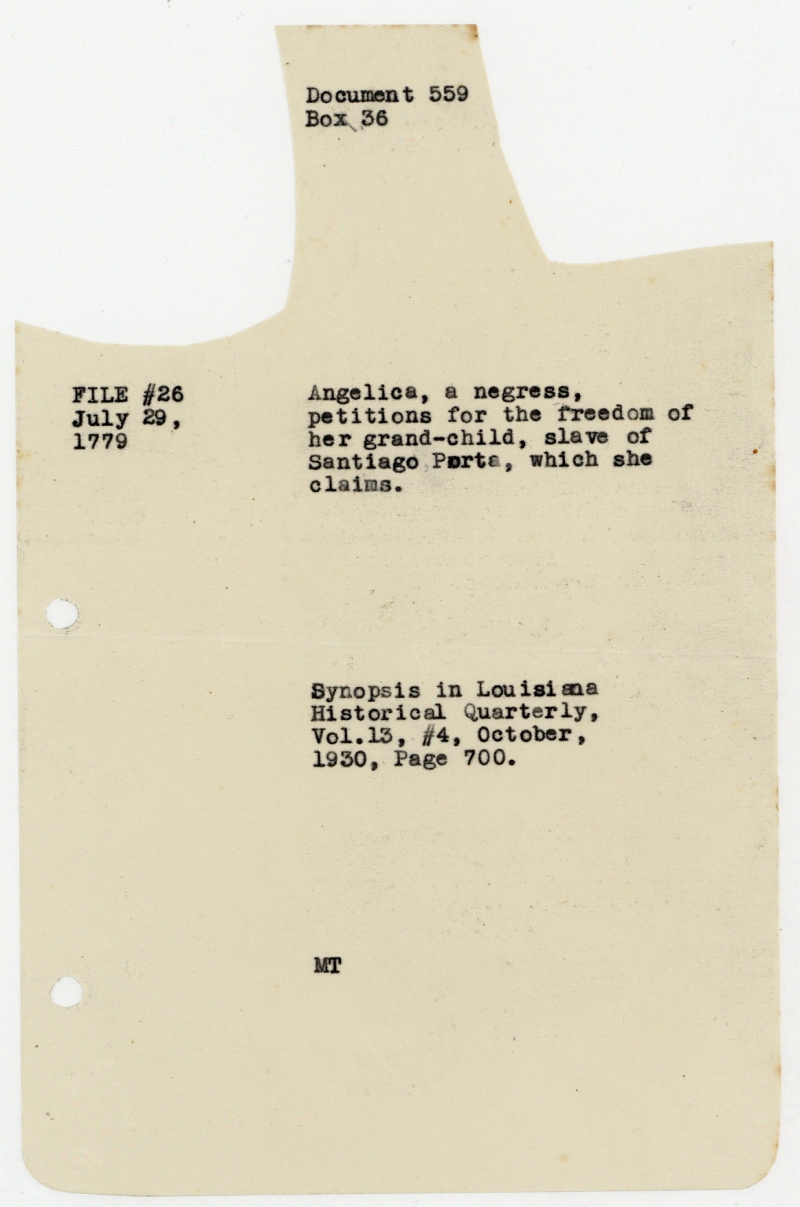 Document 559
Box 36
FILE #26
July 29,
1779
Angelica, a negress,
petitions for the freedom of
her grand-child, slave of
Santiago Porta, which she
claims.
Synopsis in Louisiana
Historical Quarterly,
Vol.13, #4, October,
1930, Page 700.
MT